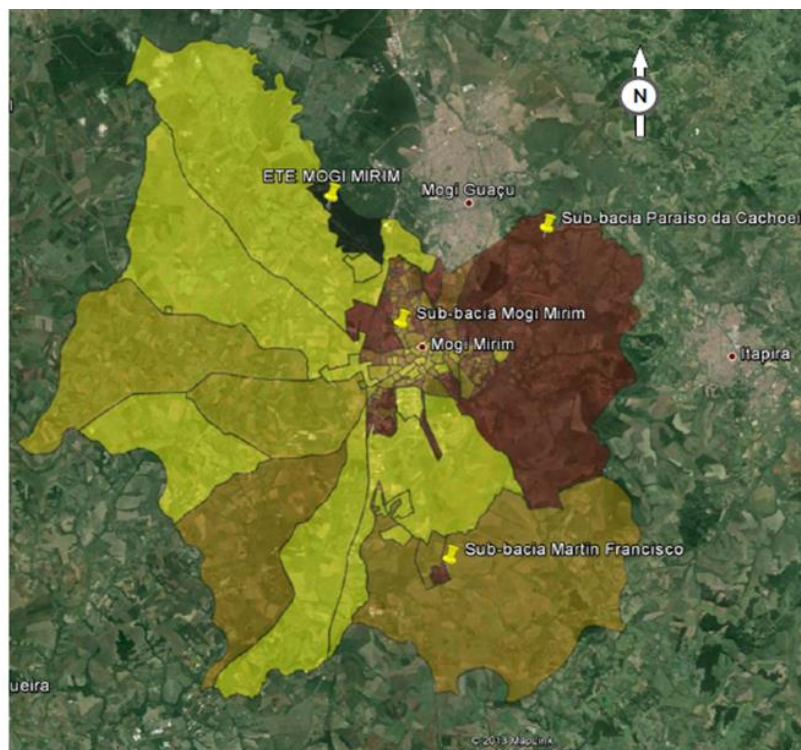 N
ETE MOGI MIRIM
Mogi Guaçu
Sub-bacia Paraíso da Cachoei
Sub-bacia Mogi Mirim
Mogi Mirim
Itapira
Sub-bacia Martin Francisco
ueira
© 2013 MapLink